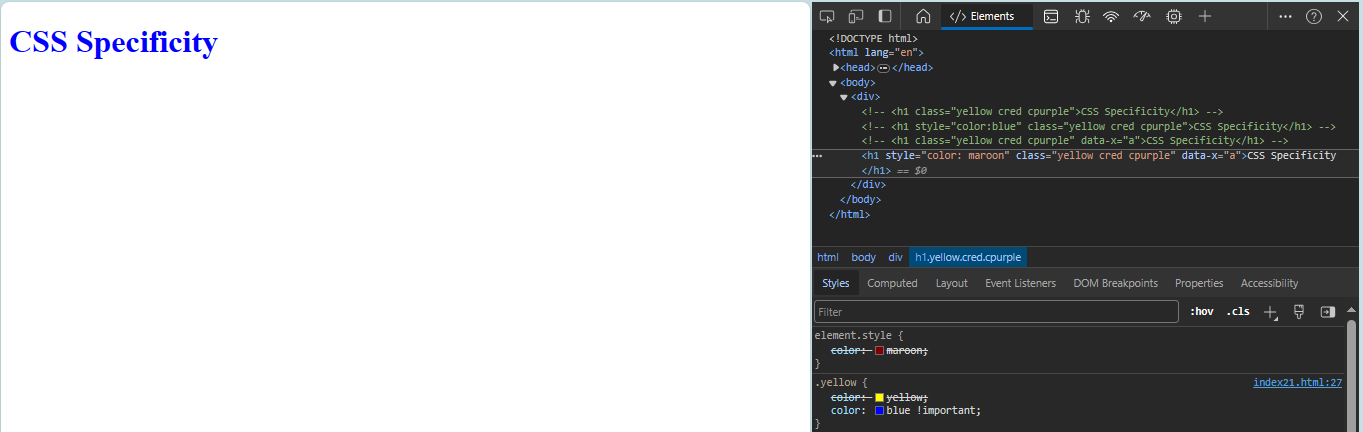 CSS Specificity
Elements
<!DOCTYPE html>
<html lang="en">
<head> </head>
<body>
<div>
<!-- <h1 class="yellow cred cpurple">CSS Specificity</h1> -->
<!-- <h1 style="color:blue" class="yellow cred cpurple">CSS Specificity</h1> -->
<!-- <h1 class="yellow cred cpurple" data-x="a">CSS Specificity</h1> -->
<h1 style="color: maroon" class="yellow cred cpurple" data-x="a">CSS Specificity
</h1> == $0
</div>
</body>
</html>
html body div h1.yellow.cred.cpurple
Styles Computed Layout Event Listeners DOM Breakpoints Properties Accessibility
Filter :hov .cls
element.style {
color: maroon;
}
.yellow { index21.html:27
color: yellow;
color: blue !important;
}